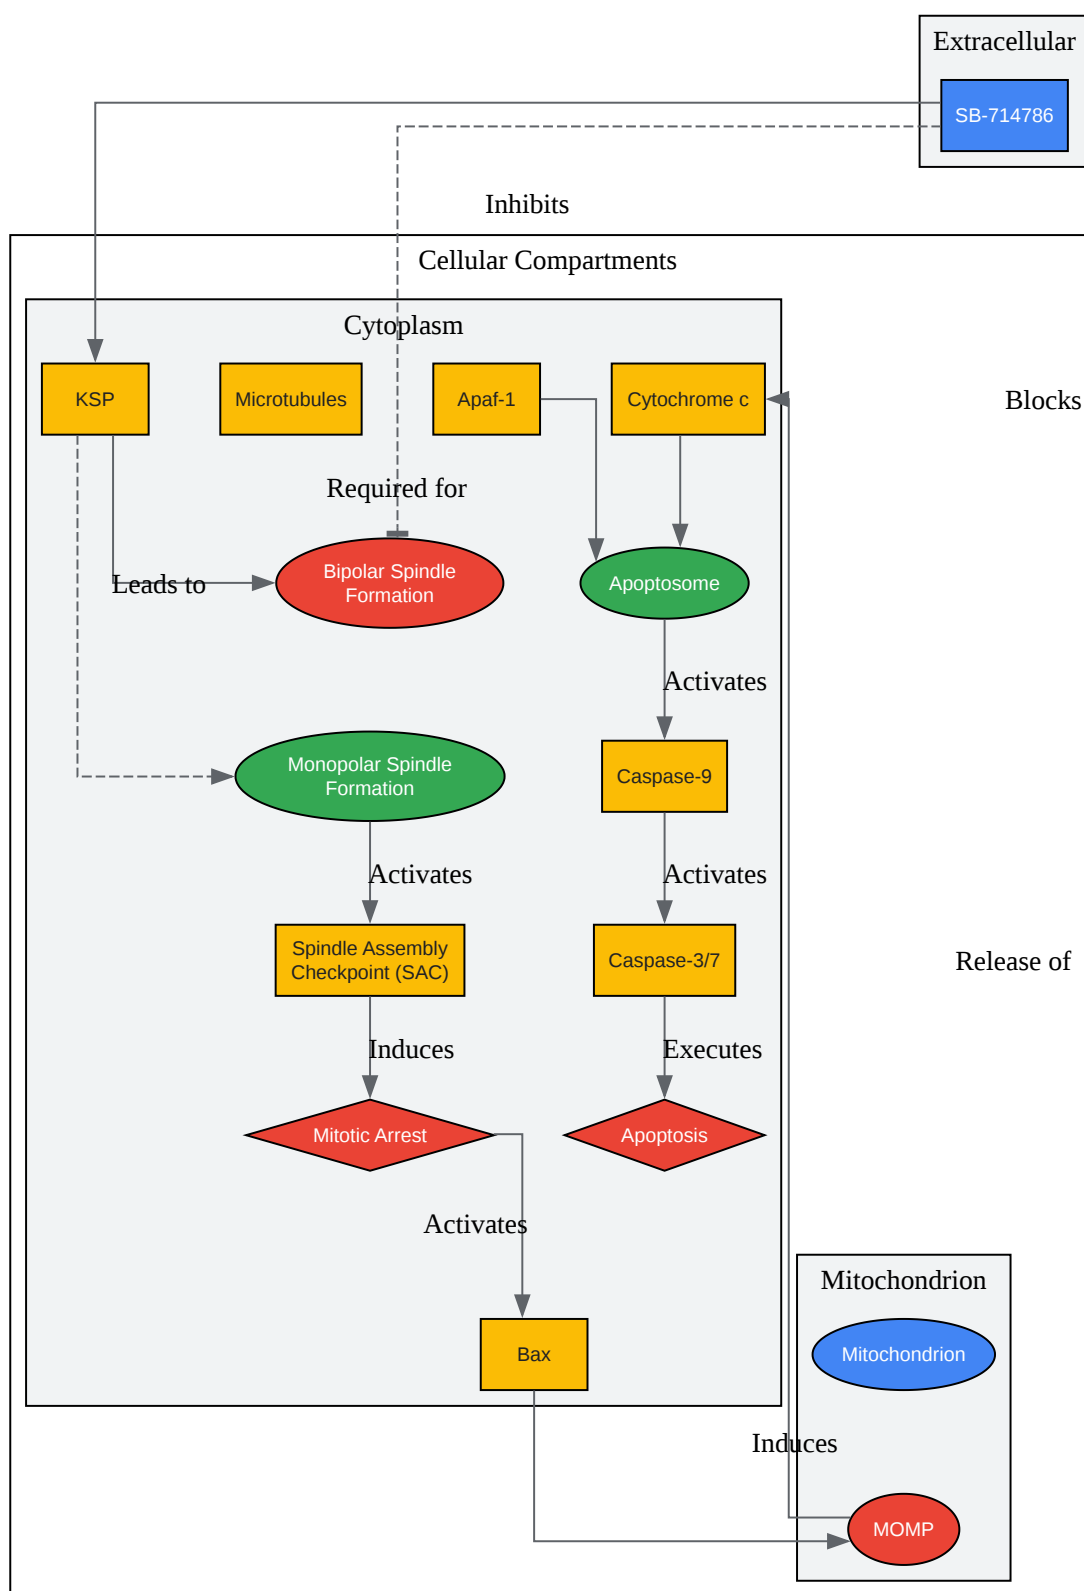 Extracellular
SB-714786
Inhibits
Cellular Compartments
Cytoplasm
KSP
Microtubules
Apaf-1
Cytochrome c
Blocks
Required for
Leads to
Bipolar Spindle
Formation
Apoptosome
Activates
Monopolar Spindle
Formation
Caspase-9
Activates
Activates
Spindle Assembly
Checkpoint (SAC)
Caspase-3/7
Release of
Induces
Executes
Mitotic Arrest
Apoptosis
Activates
Mitochondrion
Bax
Mitochondrion
Induces
MOMP